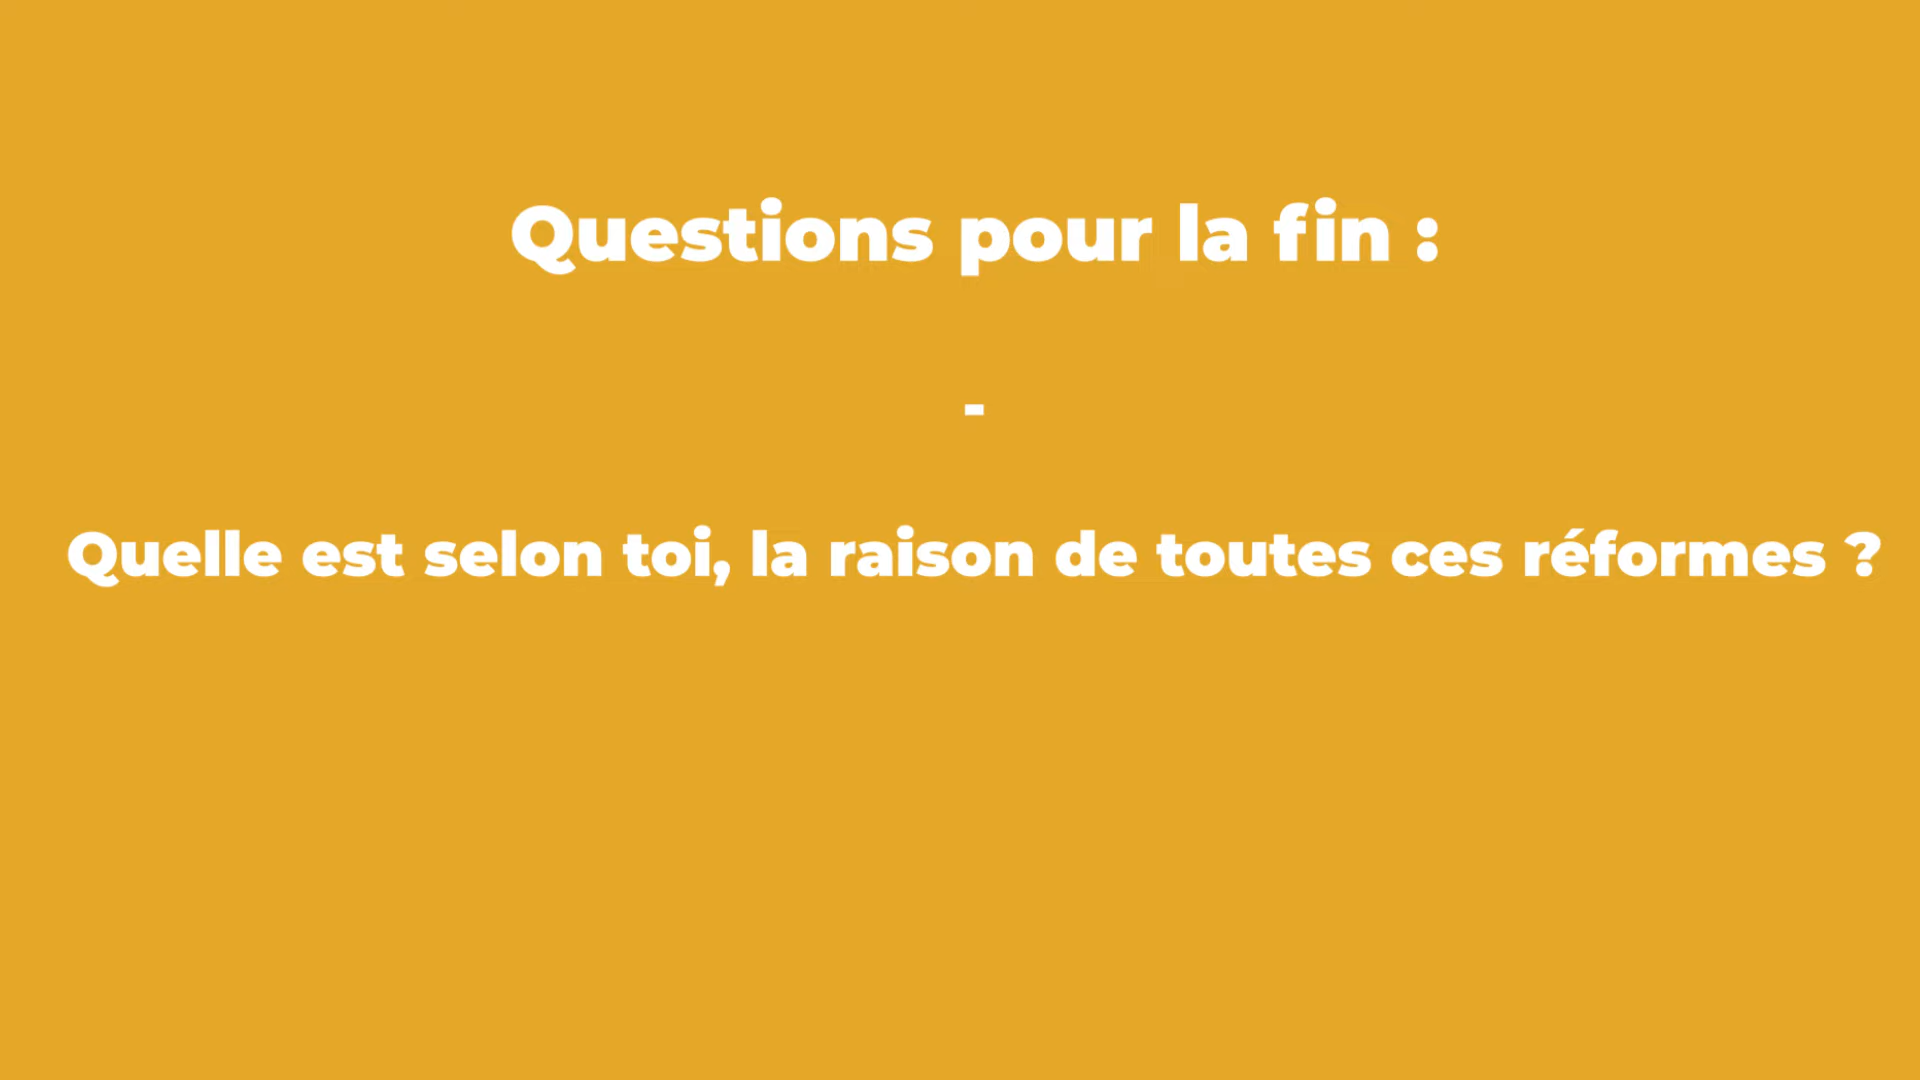 Questions pour la fin :
-
Quelle est selon toi, la raison de toutes ces réformes ?